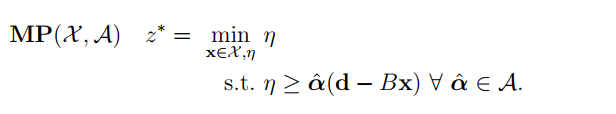 MP(𝒳, 𝒜) z* = min η
x∈𝒳,η
s.t. η ≥ α̂(d − Bx) ∀ α̂ ∈ 𝒜.